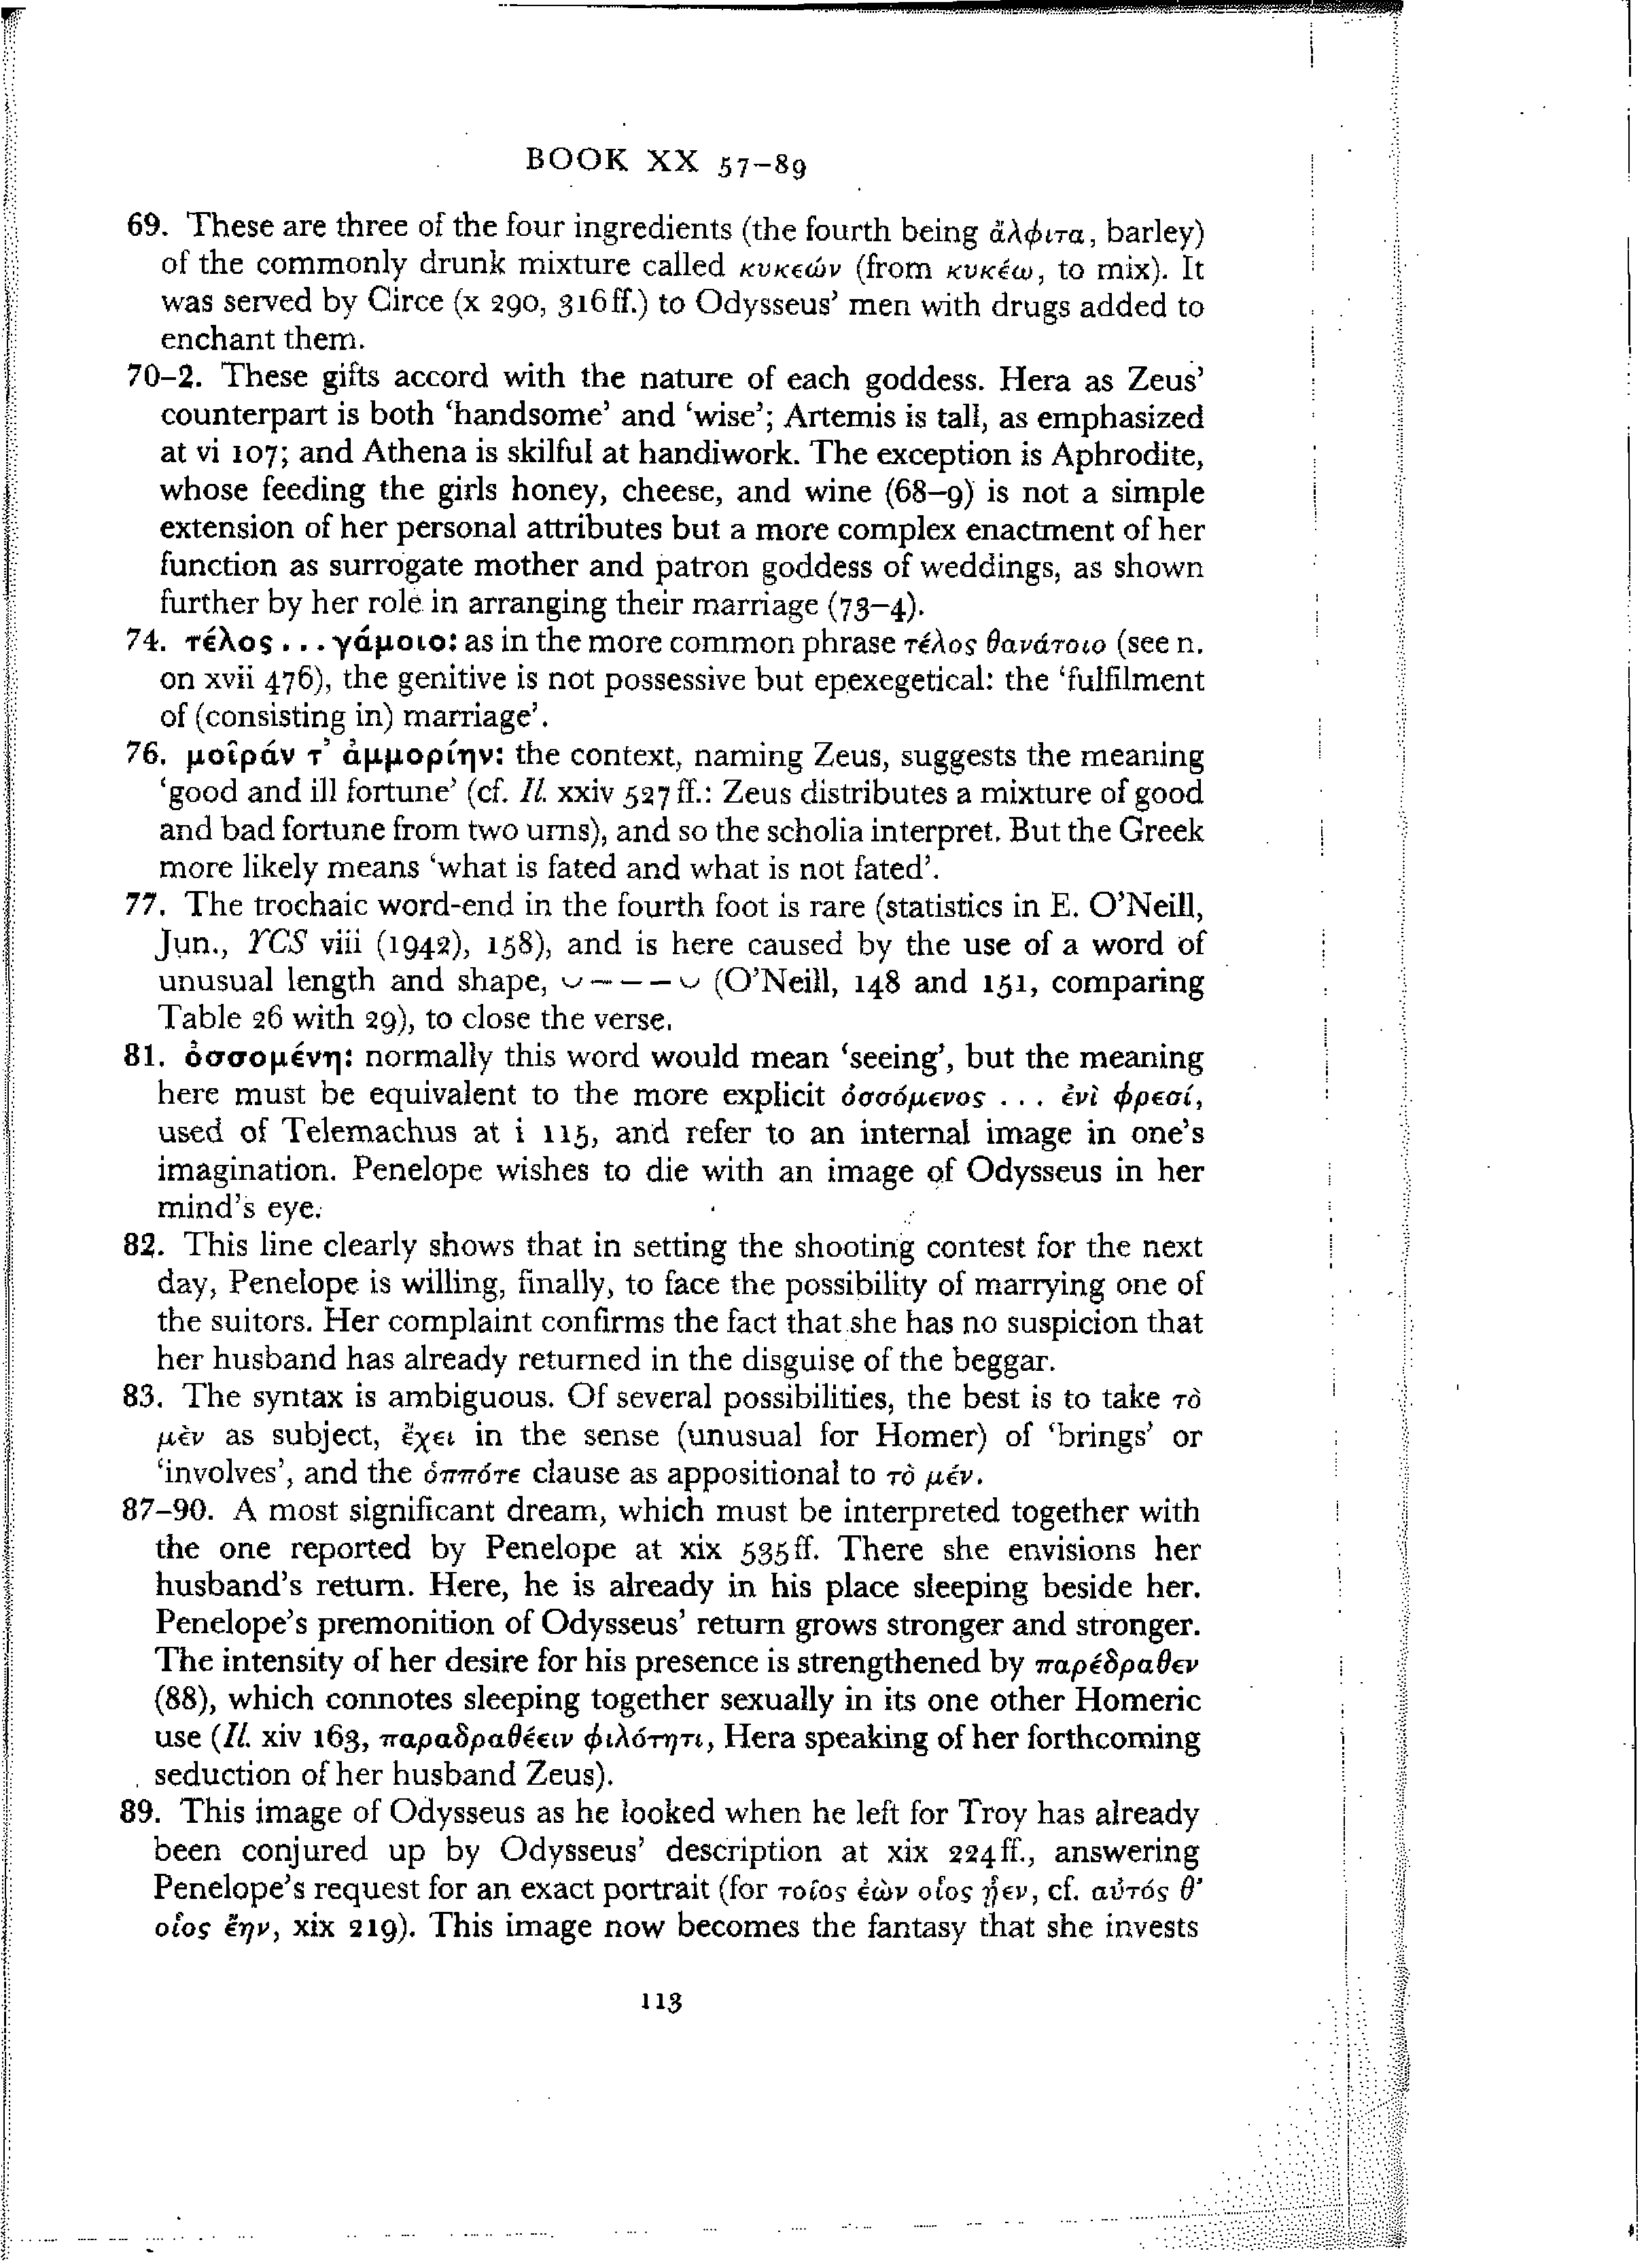 BOOK XX 57–89
69. These are three of the four ingredients (the fourth being ἄλφιτα, barley)
of the commonly drunk mixture called κυκεών (from κυκέω, to mix). It
was served by Circe (x 290, 316 ff.) to Odysseus' men with drugs added to
enchant them.
70–2. These gifts accord with the nature of each goddess. Hera as Zeus'
counterpart is both 'handsome' and 'wise'; Artemis is tall, as emphasized
at vi 107; and Athena is skilful at handiwork. The exception is Aphrodite,
whose feeding the girls honey, cheese, and wine (68–9) is not a simple
extension of her personal attributes but a more complex enactment of her
function as surrogate mother and patron goddess of weddings, as shown
further by her role in arranging their marriage (73–4).
74. τέλος . . . γάμοιο: as in the more common phrase τέλος θανάτοιο (see n.
on xvii 476), the genitive is not possessive but epexegetical: the 'fulfilment
of (consisting in) marriage'.
76. μοῖράν τ' ἀμμορίην: the context, naming Zeus, suggests the meaning
'good and ill fortune' (cf. Il. xxiv 527 ff.: Zeus distributes a mixture of good
and bad fortune from two urns), and so the scholia interpret. But the Greek
more likely means 'what is fated and what is not fated'.
77. The trochaic word-end in the fourth foot is rare (statistics in E. O'Neill,
Jun., YCS viii (1942), 158), and is here caused by the use of a word of
unusual length and shape, ⏑ – – – ⏑ (O'Neill, 148 and 151, comparing
Table 26 with 29), to close the verse.
81. ὀσσομένη: normally this word would mean 'seeing', but the meaning
here must be equivalent to the more explicit ὀσσόμενος . . . ἐνὶ φρεσί,
used of Telemachus at i 115, and refer to an internal image in one's
imagination. Penelope wishes to die with an image of Odysseus in her
mind's eye.
82. This line clearly shows that in setting the shooting contest for the next
day, Penelope is willing, finally, to face the possibility of marrying one of
the suitors. Her complaint confirms the fact that she has no suspicion that
her husband has already returned in the disguise of the beggar.
83. The syntax is ambiguous. Of several possibilities, the best is to take τὸ
μὲν as subject, ἔχει in the sense (unusual for Homer) of 'brings' or
'involves', and the ὁππότε clause as appositional to τὸ μέν.
87–90. A most significant dream, which must be interpreted together with
the one reported by Penelope at xix 535 ff. There she envisions her
husband's return. Here, he is already in his place sleeping beside her.
Penelope's premonition of Odysseus' return grows stronger and stronger.
The intensity of her desire for his presence is strengthened by παρέδραθεν
(88), which connotes sleeping together sexually in its one other Homeric
use (Il. xiv 163, παραδραθέειν φιλότητι, Hera speaking of her forthcoming
seduction of her husband Zeus).
89. This image of Odysseus as he looked when he left for Troy has already
been conjured up by Odysseus' description at xix 224 ff., answering
Penelope's request for an exact portrait (for τοῖος ἐὼν οἷος ᾖεν, cf. αὐτός θ'
οἷος ἔην, xix 219). This image now becomes the fantasy that she invests
113